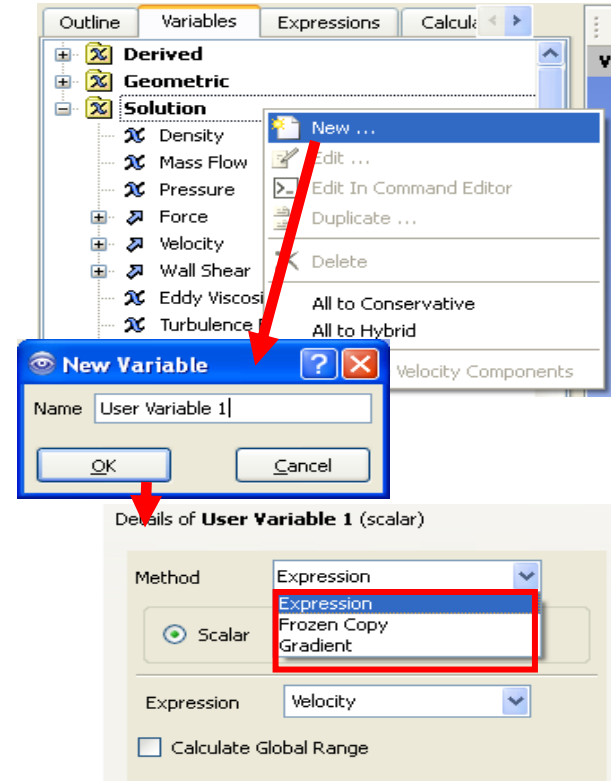 Outline Variables Expressions
Derived
Geometric
Solution
New ...
Density
Edit ...
Mass Flow
Edit In Command Editor
Pressure
Duplicate ...
Force
Velocity
Delete
Wall Shear
Eddy Viscosi
All to Conservative
Turbulence
All to Hybrid
Velocity Components
New Variable
Name User Variable 1
OK Cancel
Details of User Variable 1 (scalar)
Method Expression
Expression
Frozen Copy
Scalar
Gradient
Expression Velocity
Calculate Global Range